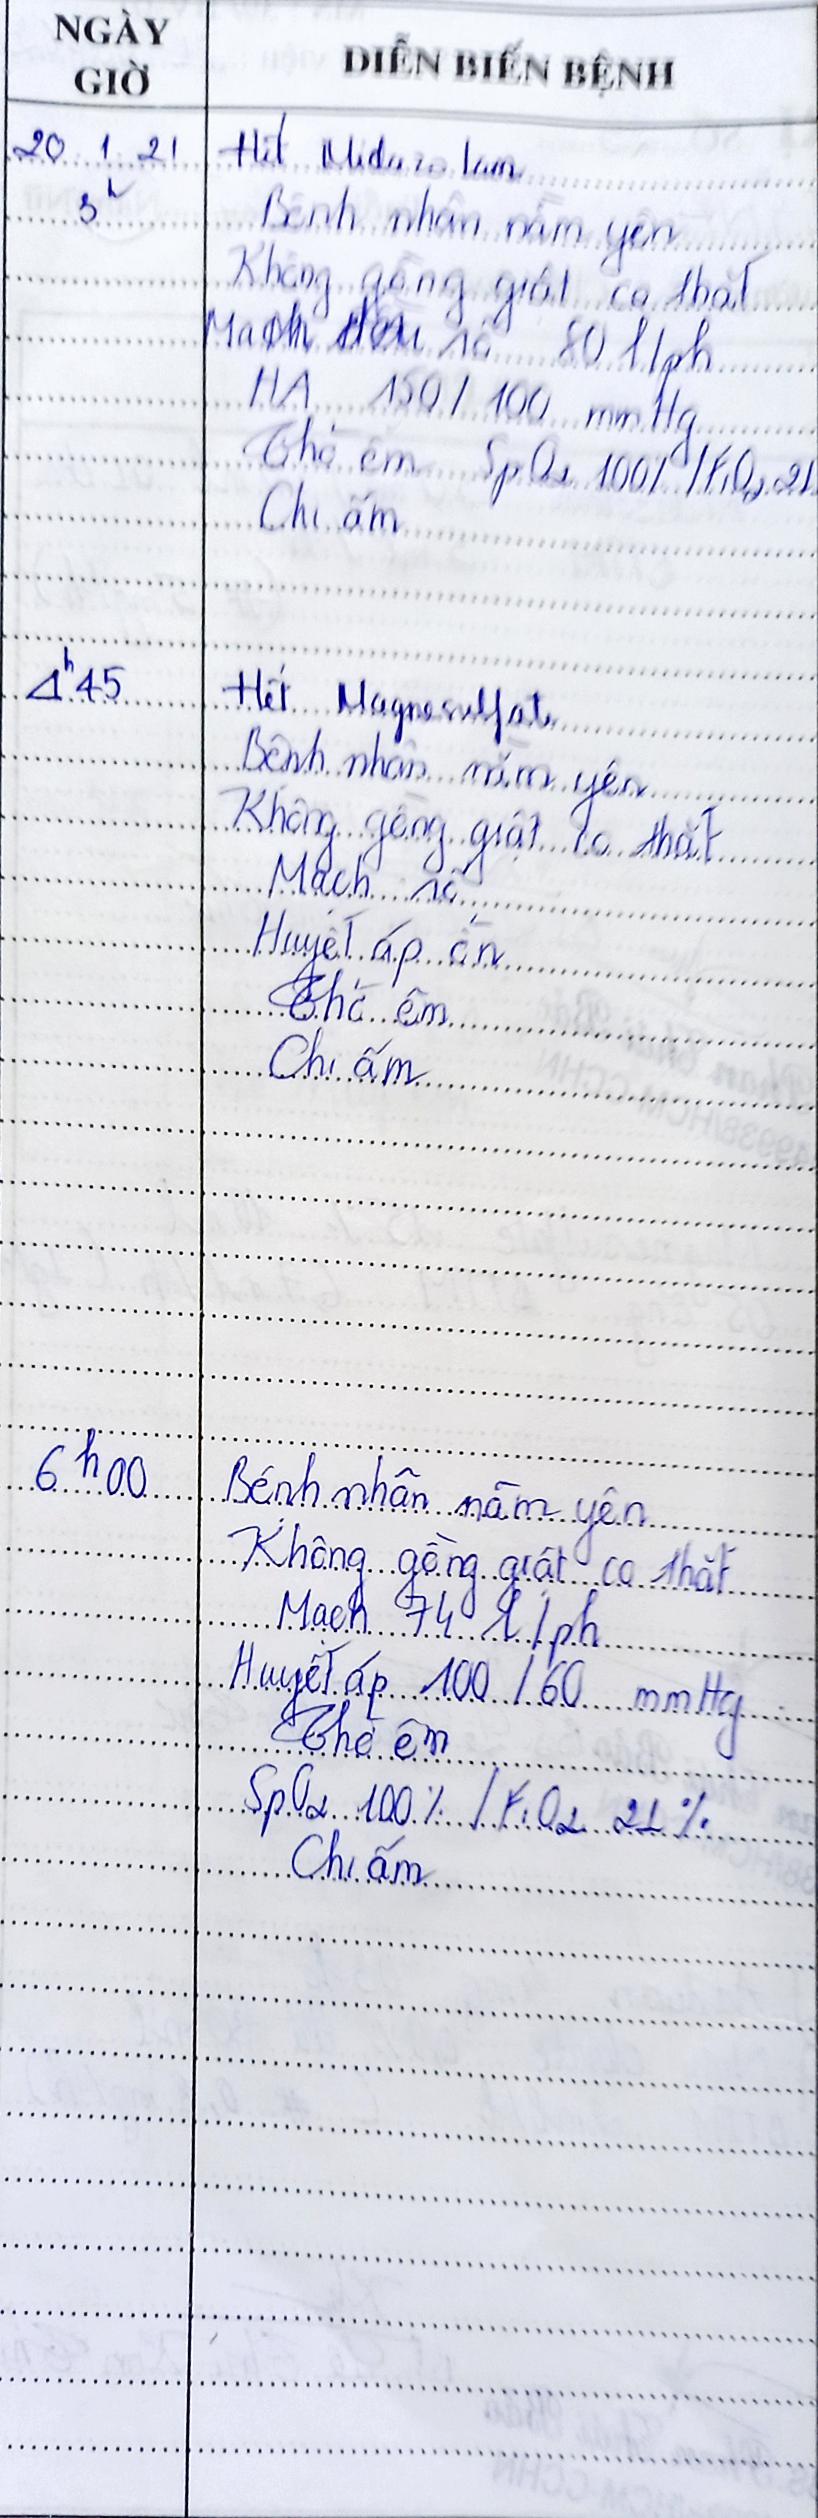 NGÀY GIỜ
DIỄN BIẾN BỆNH
20 1 21 Hết Midazolam
3h Bệnh nhân nằm yên
Không gồng giật co thắt
Mạch rõ 80 l/ph
HA 150/100 mmHg
Thở êm SpO2 100% /FiO2 21
Chi ấm
4h45 Hết Magnesulfate
Bệnh nhân nằm yên
Không gồng giật co thắt
Mạch rõ
Huyết áp ổn
Thở êm
Chi ấm
6h00 Bệnh nhân nằm yên
Không gồng giật co thắt
Mạch 74 l/ph
Huyết áp 100/60 mmHg
Thở êm
SpO2 100% /FiO2 21%
Chi ấm